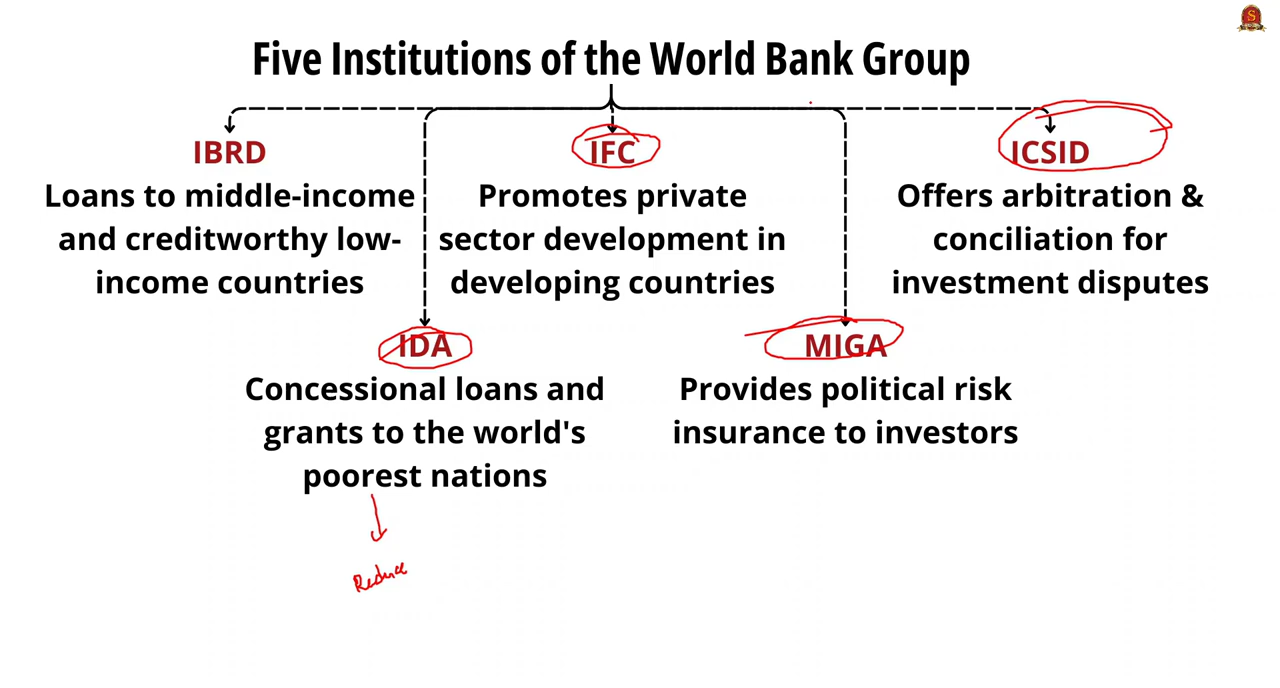 Five Institutions of the World Bank Group
IBRD
Loans to middle-income
and creditworthy low-
income countries
IFC
Promotes private
sector development in
developing countries
ICSID
Offers arbitration &
conciliation for
investment disputes
IDA
Concessional loans and
grants to the world's
poorest nations
Reduce
MIGA
Provides political risk
insurance to investors